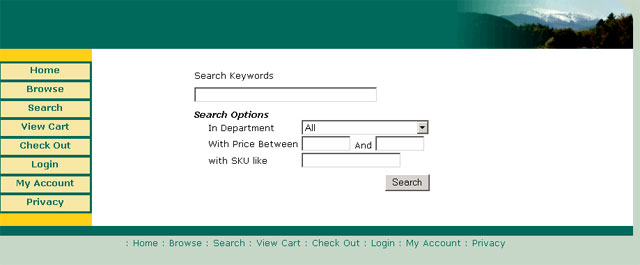 Home
Browse
Search
View Cart
Check Out
Login
My Account
Privacy
Search Keywords
Search Options
In Department All
With Price Between And
with SKU like
Search
: Home : Browse : Search : View Cart : Check Out : Login : My Account : Privacy